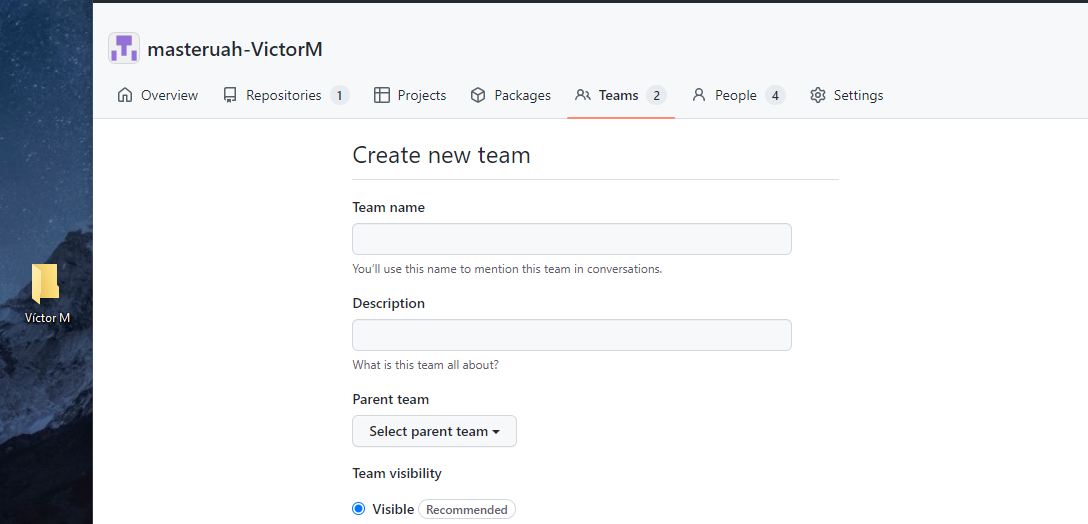 masteruah-VictorM
Overview Repositories 1 Projects Packages Teams 2 People 4 Settings
Create new team
Team name
You’ll use this name to mention this team in conversations.
Description
What is this team all about?
Parent team
Select parent team
Team visibility
Visible Recommended
Víctor M